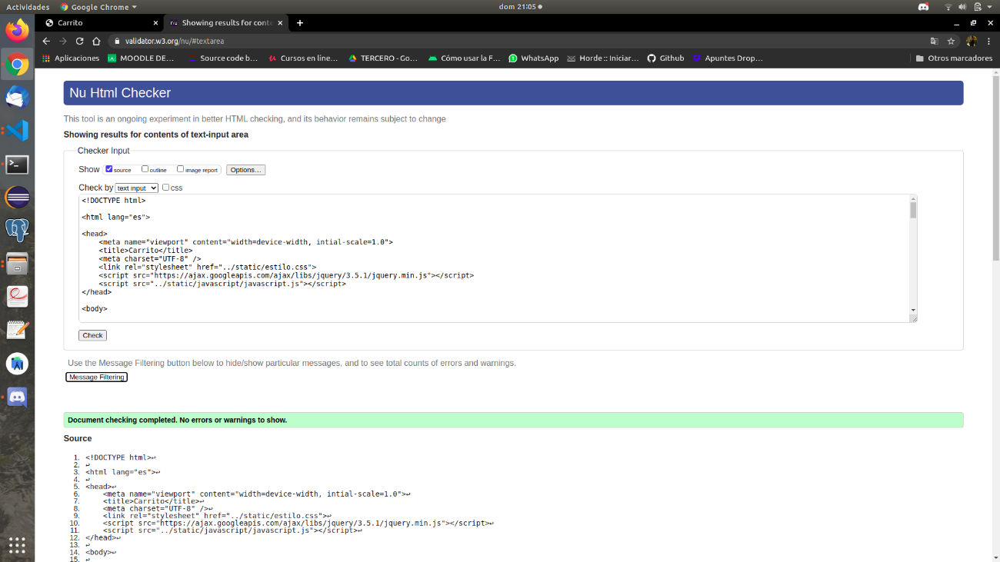 Actividades Google Chrome dom 21:05
Carrito Showing results for conte
validator.w3.org/nu/#textarea
Aplicaciones MOODLE DE… Source code b… Cursos en líne… TERCERO - Go… Cómo usar la F… WhatsApp Horde :: Iniciar… Github Apuntes Drop… Otros marcadores
Nu Html Checker
This tool is an ongoing experiment in better HTML checking, and its behavior remains subject to change
Showing results for contents of text-input area
Checker Input
Show source outline image report Options…
Check by text input css
<!DOCTYPE html>
<html lang="es">
<head>
<meta name="viewport" content="width=device-width, intial-scale=1.0">
<title>Carrito</title>
<meta charset="UTF-8" />
<link rel="stylesheet" href="../static/estilo.css">
<script src="https://ajax.googleapis.com/ajax/libs/jquery/3.5.1/jquery.min.js"></script>
<script src="../static/javascript/javascript.js"></script>
</head>
<body>
Check
Use the Message Filtering button below to hide/show particular messages, and to see total counts of errors and warnings.
Message Filtering
Document checking completed. No errors or warnings to show.
Source
1. <!DOCTYPE html>↩
2. ↩
3. <html lang="es">↩
4. ↩
5. <head>↩
6. <meta name="viewport" content="width=device-width, intial-scale=1.0">↩
7. <title>Carrito</title>↩
8. <meta charset="UTF-8" />↩
9. <link rel="stylesheet" href="../static/estilo.css">↩
10. <script src="https://ajax.googleapis.com/ajax/libs/jquery/3.5.1/jquery.min.js"></script>↩
11. <script src="../static/javascript/javascript.js"></script>↩
12. </head>↩
13. ↩
14. <body>↩
15. ↩